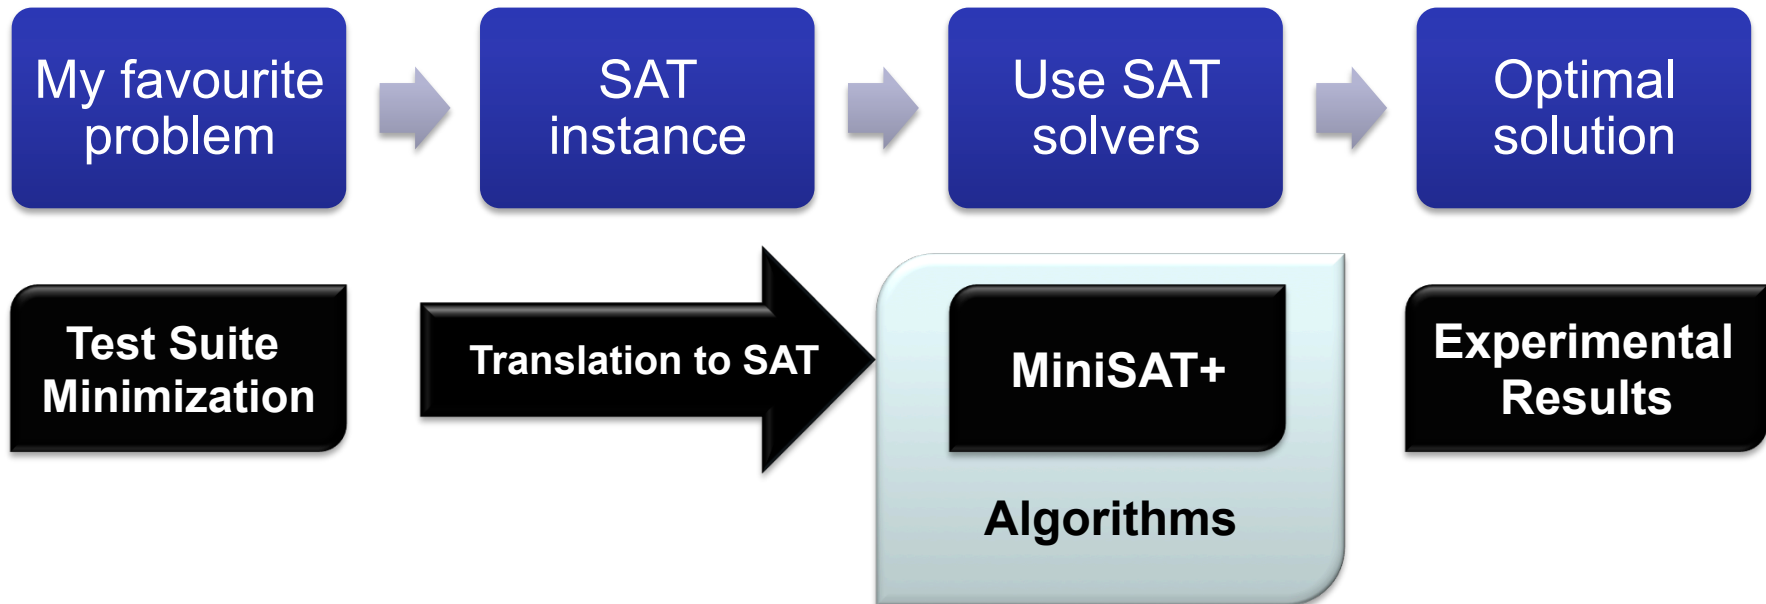 My favourite
problem
SAT
instance
Use SAT
solvers
Optimal
solution
Test Suite
Minimization
Translation to SAT
MiniSAT+
Algorithms
Experimental
Results